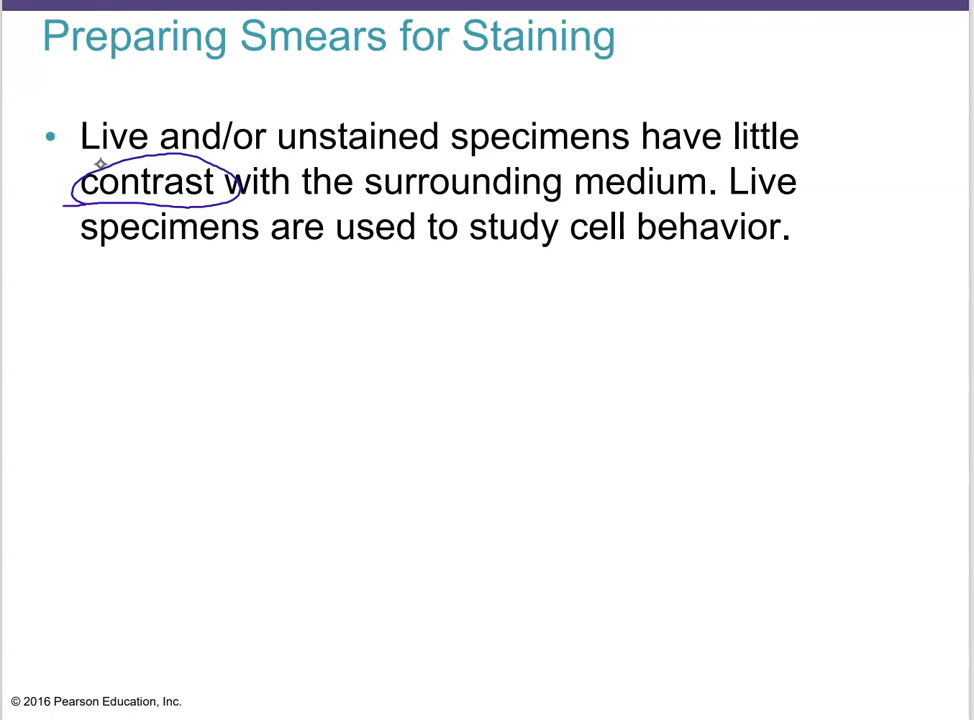 Preparing Smears for Staining
• Live and/or unstained specimens have little
contrast with the surrounding medium. Live
specimens are used to study cell behavior.
© 2016 Pearson Education, Inc.